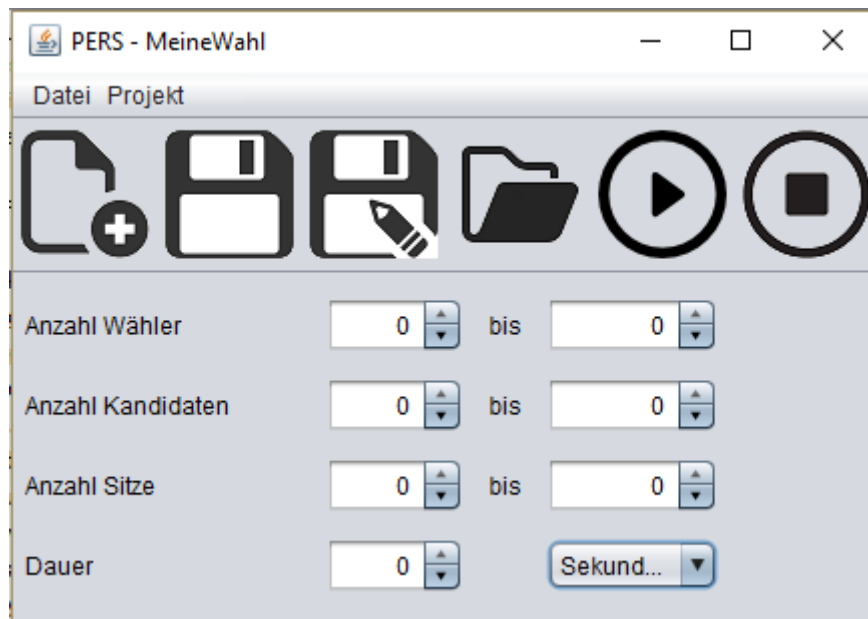 PERS - MeineWahl
Datei Projekt
Anzahl Wähler 0 bis 0
Anzahl Kandidaten 0 bis 0
Anzahl Sitze 0 bis 0
Dauer 0 Sekund...